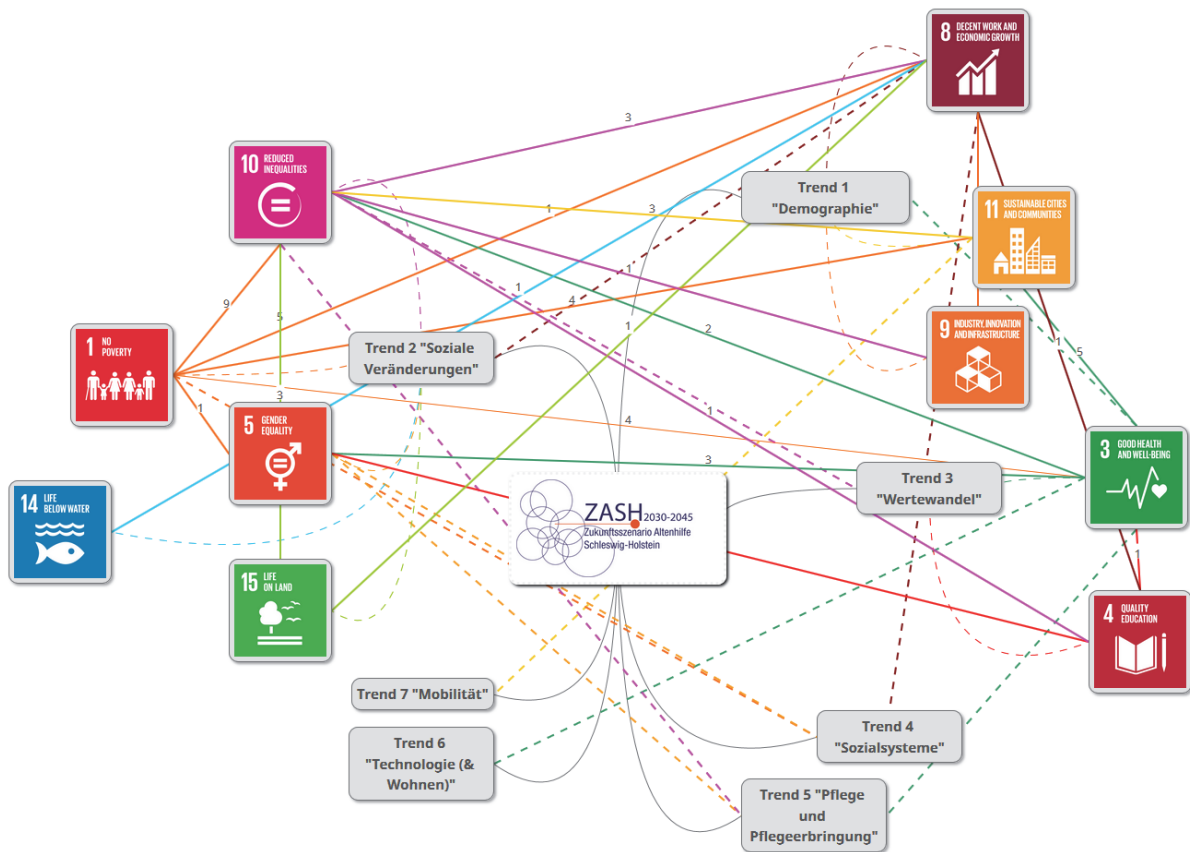 8 DECENT WORK AND
ECONOMIC GROWTH
3
10 REDUCED
INEQUALITIES
Trend 1
"Demographie"
11 SUSTAINABLE CITIES
AND COMMUNITIES
1
3
1
1
4
9
5
1
2
1
5
9 INDUSTRY, INNOVATION
AND INFRASTRUCTURE
1 NO
POVERTY
Trend 2 "Soziale
Veränderungen"
3
1
1
4
5 GENDER
EQUALITY
3
3 GOOD HEALTH
AND WELL-BEING
Trend 3
"Wertewandel"
14 LIFE
BELOW WATER
ZASH 2030-2045
Zukunftsszenario Altenhilfe
Schleswig-Holstein
1
15 LIFE
ON LAND
4 QUALITY
EDUCATION
Trend 7 "Mobilität"
Trend 4
"Sozialsysteme"
Trend 6
"Technologie (&
Wohnen)"
Trend 5 "Pflege
und
Pflegeerbringung"